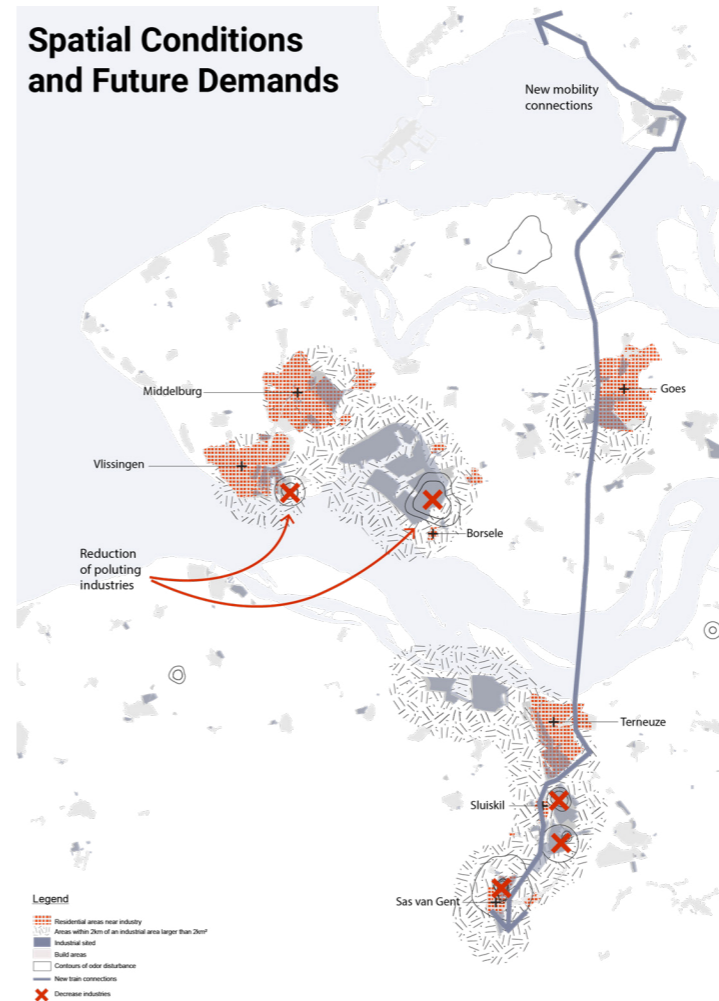 Spatial Conditions
and Future Demands
New mobility
connections
Middelburg
Goes
Vlissingen
Borsele
Reduction
of poluting
industries
Terneuze
Sluiskil
Sas van Gent
Legend
Residential areas near industry
Areas within 2km of an industrial area larger than 2km²
Industrial sited
Build areas
Contours of odor disturbance
New train connections
Decrease industries